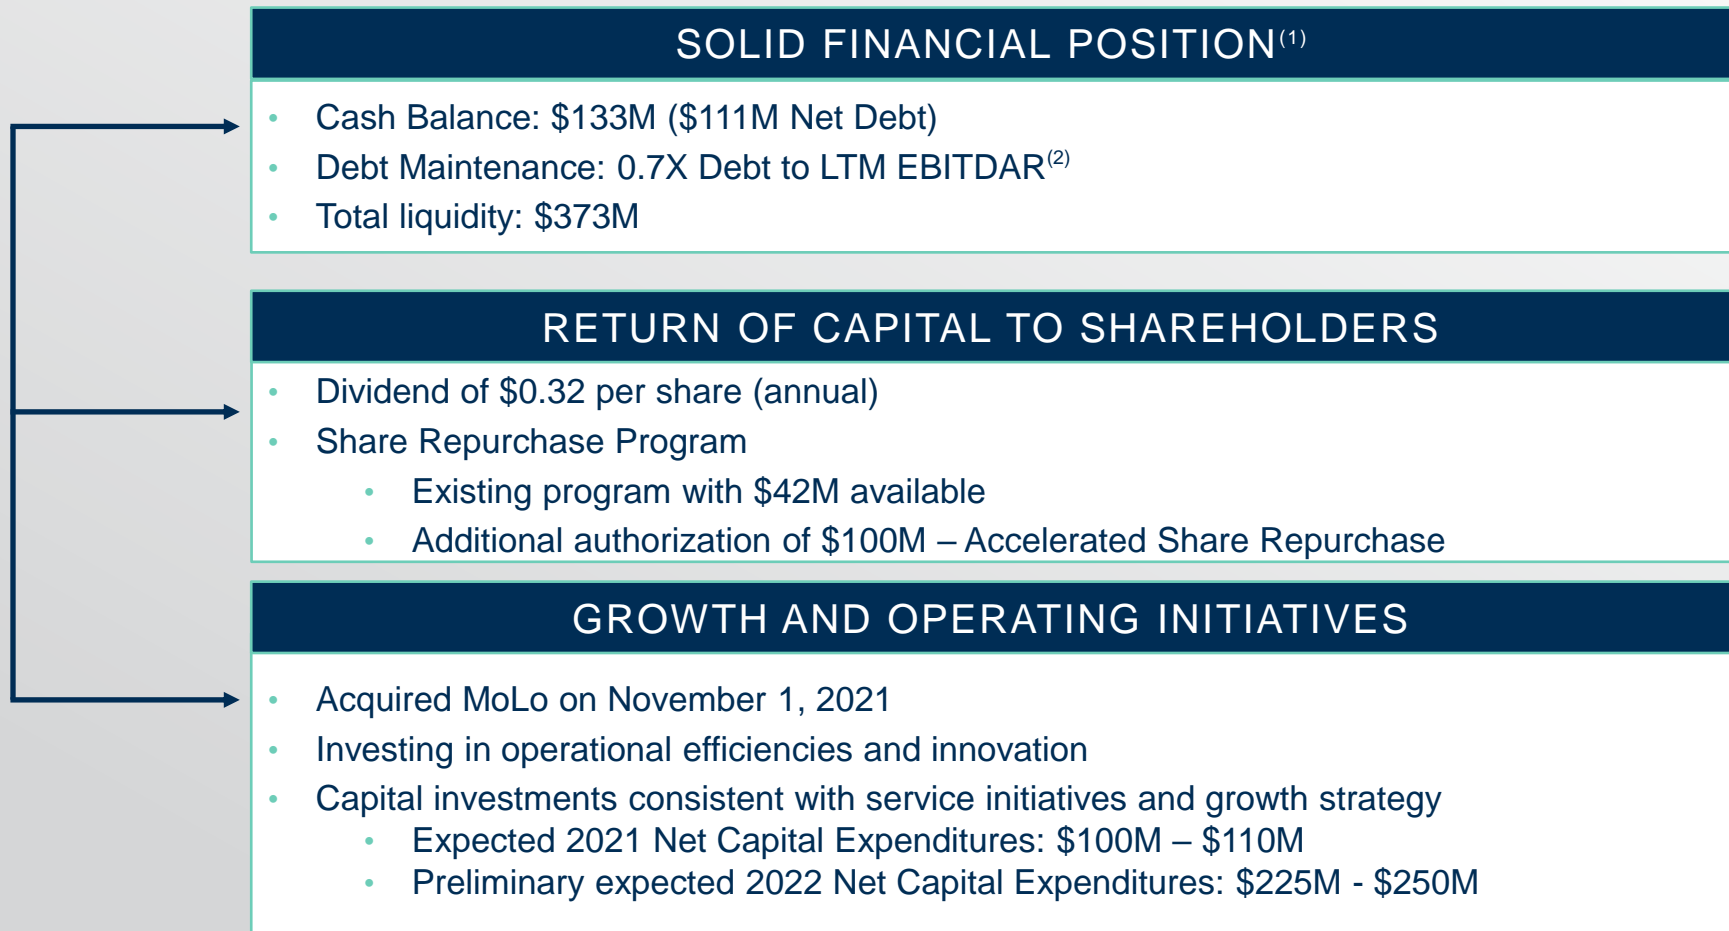 SOLID FINANCIAL POSITION(1)
• Cash Balance: $133M ($111M Net Debt)
• Debt Maintenance: 0.7X Debt to LTM EBITDAR(2)
• Total liquidity: $373M
RETURN OF CAPITAL TO SHAREHOLDERS
• Dividend of $0.32 per share (annual)
• Share Repurchase Program
• Existing program with $42M available
• Additional authorization of $100M – Accelerated Share Repurchase
GROWTH AND OPERATING INITIATIVES
• Acquired MoLo on November 1, 2021
• Investing in operational efficiencies and innovation
• Capital investments consistent with service initiatives and growth strategy
• Expected 2021 Net Capital Expenditures: $100M – $110M
• Preliminary expected 2022 Net Capital Expenditures: $225M - $250M